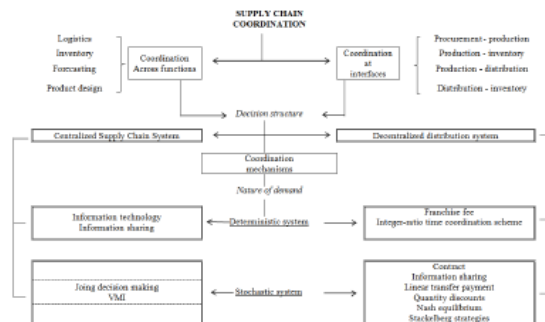 SUPPLY CHAIN
COORDINATION
Logistics
Inventory
Forecasting
Product design
Coordination
Across functions
Coordination
at
interfaces
Procurement - production
Production - inventory
Production - distribution
Distribution - inventory
Decision structure
Centralized Supply Chain System
Decentralized distribution system
Coordination
mechanisms
Nature of demand
Information technology
Information sharing
Deterministic system
Franchise fee
Integer-ratio time coordination scheme
Joing decision making
VMI
Stochastic system
Contract
Information sharing
Linear transfer payment
Quantity discounts
Nash equilibrium
Stackelberg strategies